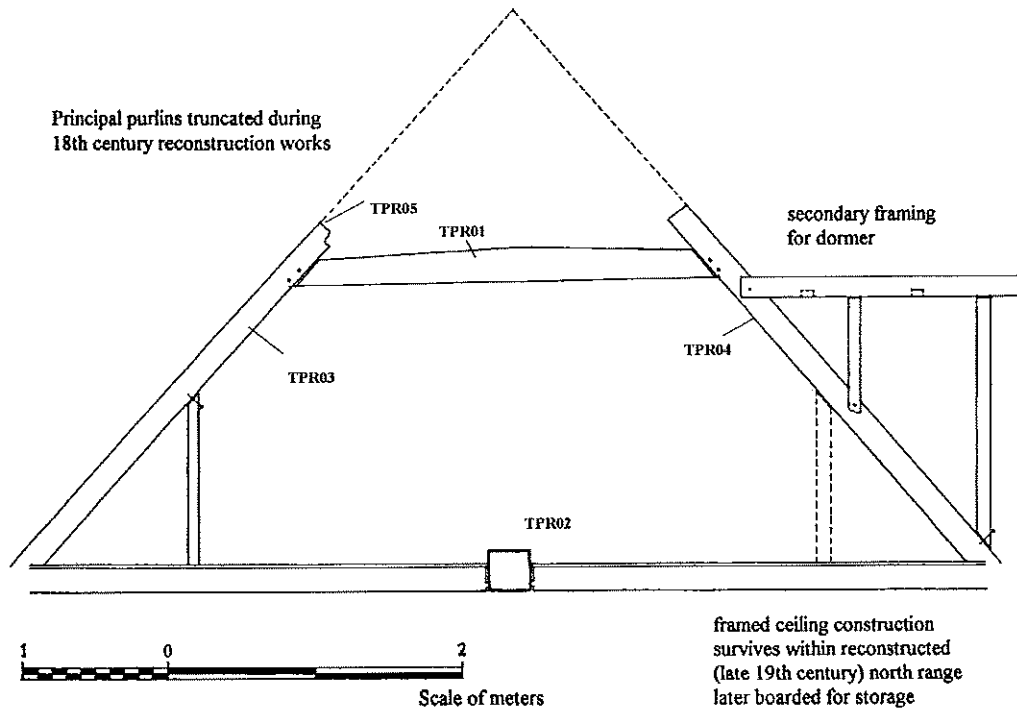 Principal purlins truncated during
18th century reconstruction works
TPR05
TPR01
secondary framing
for dormer
TPR04
TPR03
TPR02
framed ceiling construction
survives within reconstructed
(late 19th century) north range
later boarded for storage
1 0 2
Scale of meters